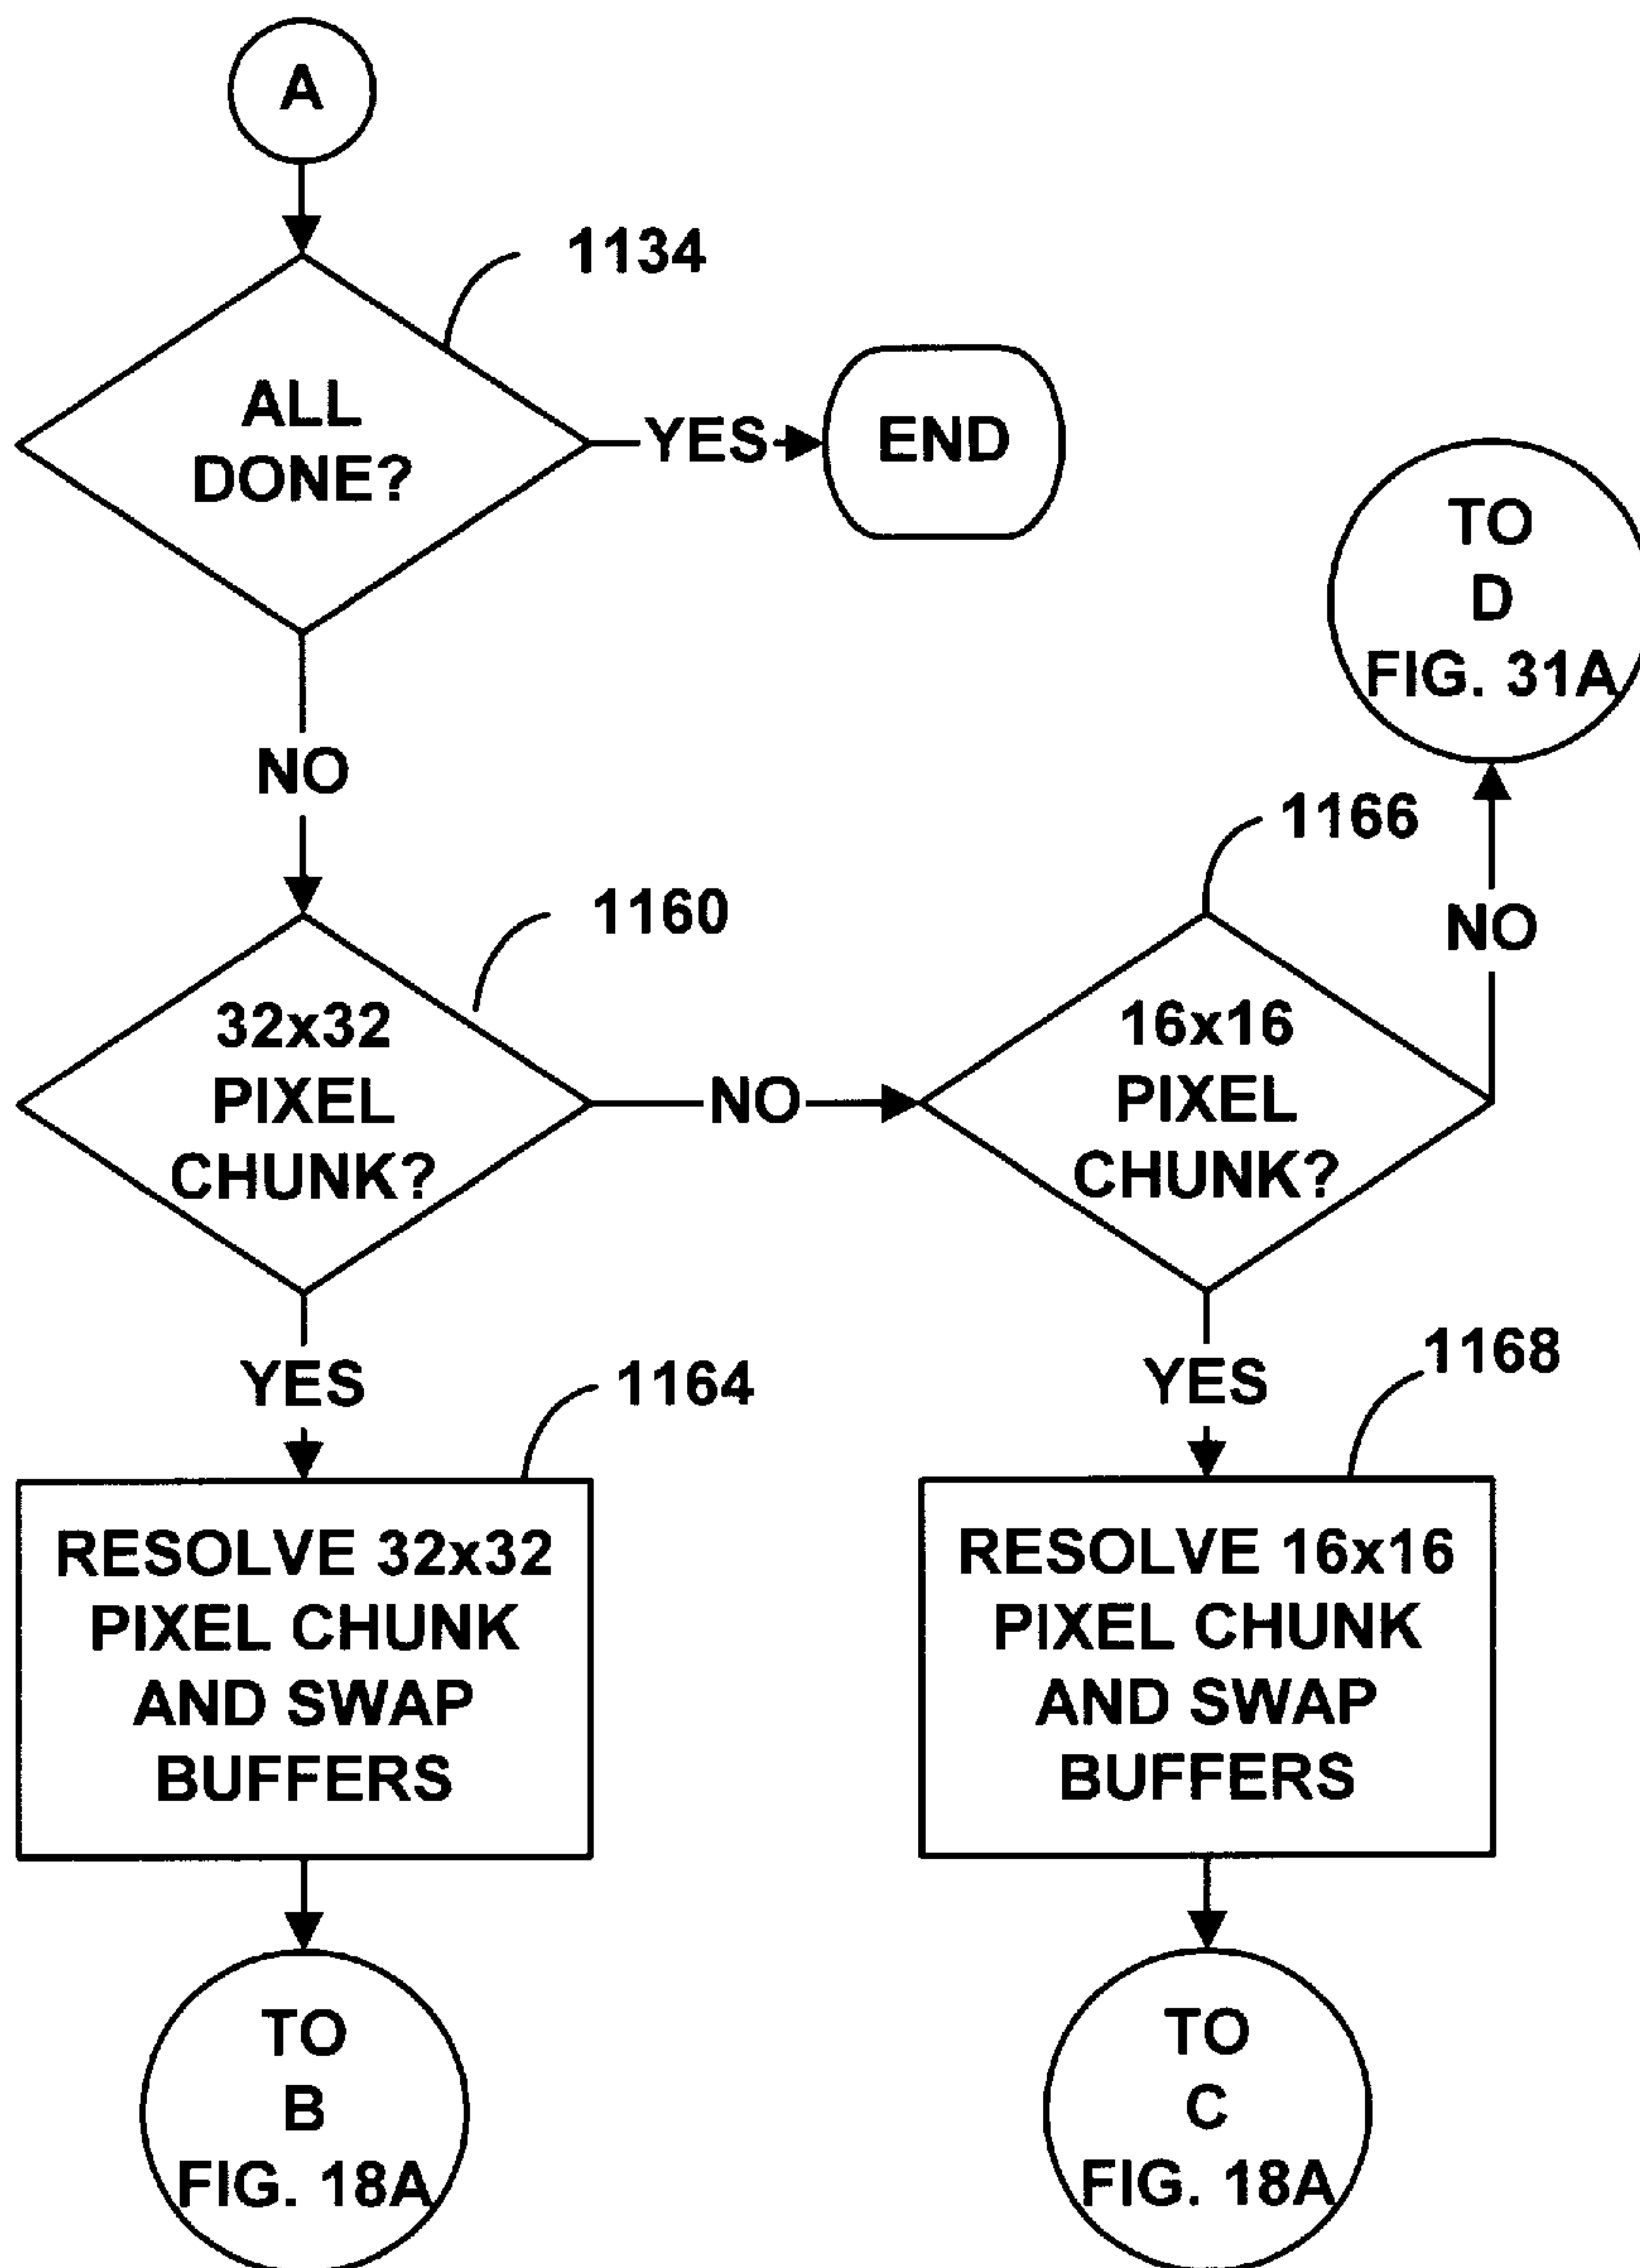 A
1134
ALL
DONE?
YES
END
TO
D
FIG. 31A
NO
1166
NO
1160
32x32
PIXEL
CHUNK?
NO
16x16
PIXEL
CHUNK?
YES
1164
YES
1168
RESOLVE 32x32
PIXEL CHUNK
AND SWAP
BUFFERS
RESOLVE 16x16
PIXEL CHUNK
AND SWAP
BUFFERS
TO
B
FIG. 18A
TO
C
FIG. 18A